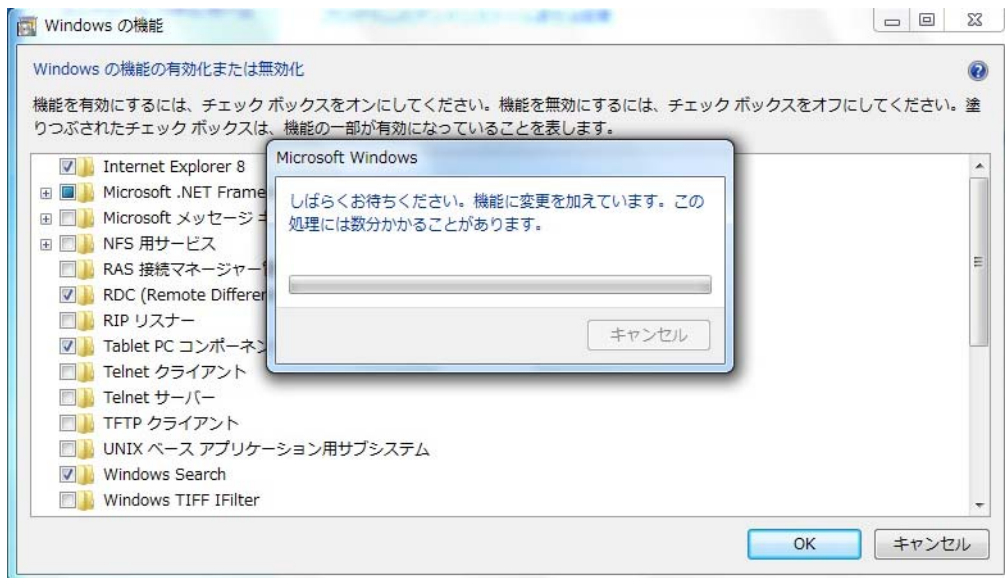 Windows の機能
Windows の機能の有効化または無効化
機能を有効にするには、チェック ボックスをオンにしてください。機能を無効にするには、チェック ボックスをオフにしてください。塗
りつぶされたチェック ボックスは、機能の一部が有効になっていることを表します。
Internet Explorer 8
Microsoft .NET Frame
Microsoft メッセージ
NFS 用サービス
RAS 接続マネージャー
RDC (Remote Differen
RIP リスナー
Tablet PC コンポーネン
Telnet クライアント
Telnet サーバー
TFTP クライアント
UNIX ベース アプリケーション用サブシステム
Windows Search
Windows TIFF IFilter
Microsoft Windows
しばらくお待ちください。機能に変更を加えています。この
処理には数分かかることがあります。
キャンセル
OK
キャンセル